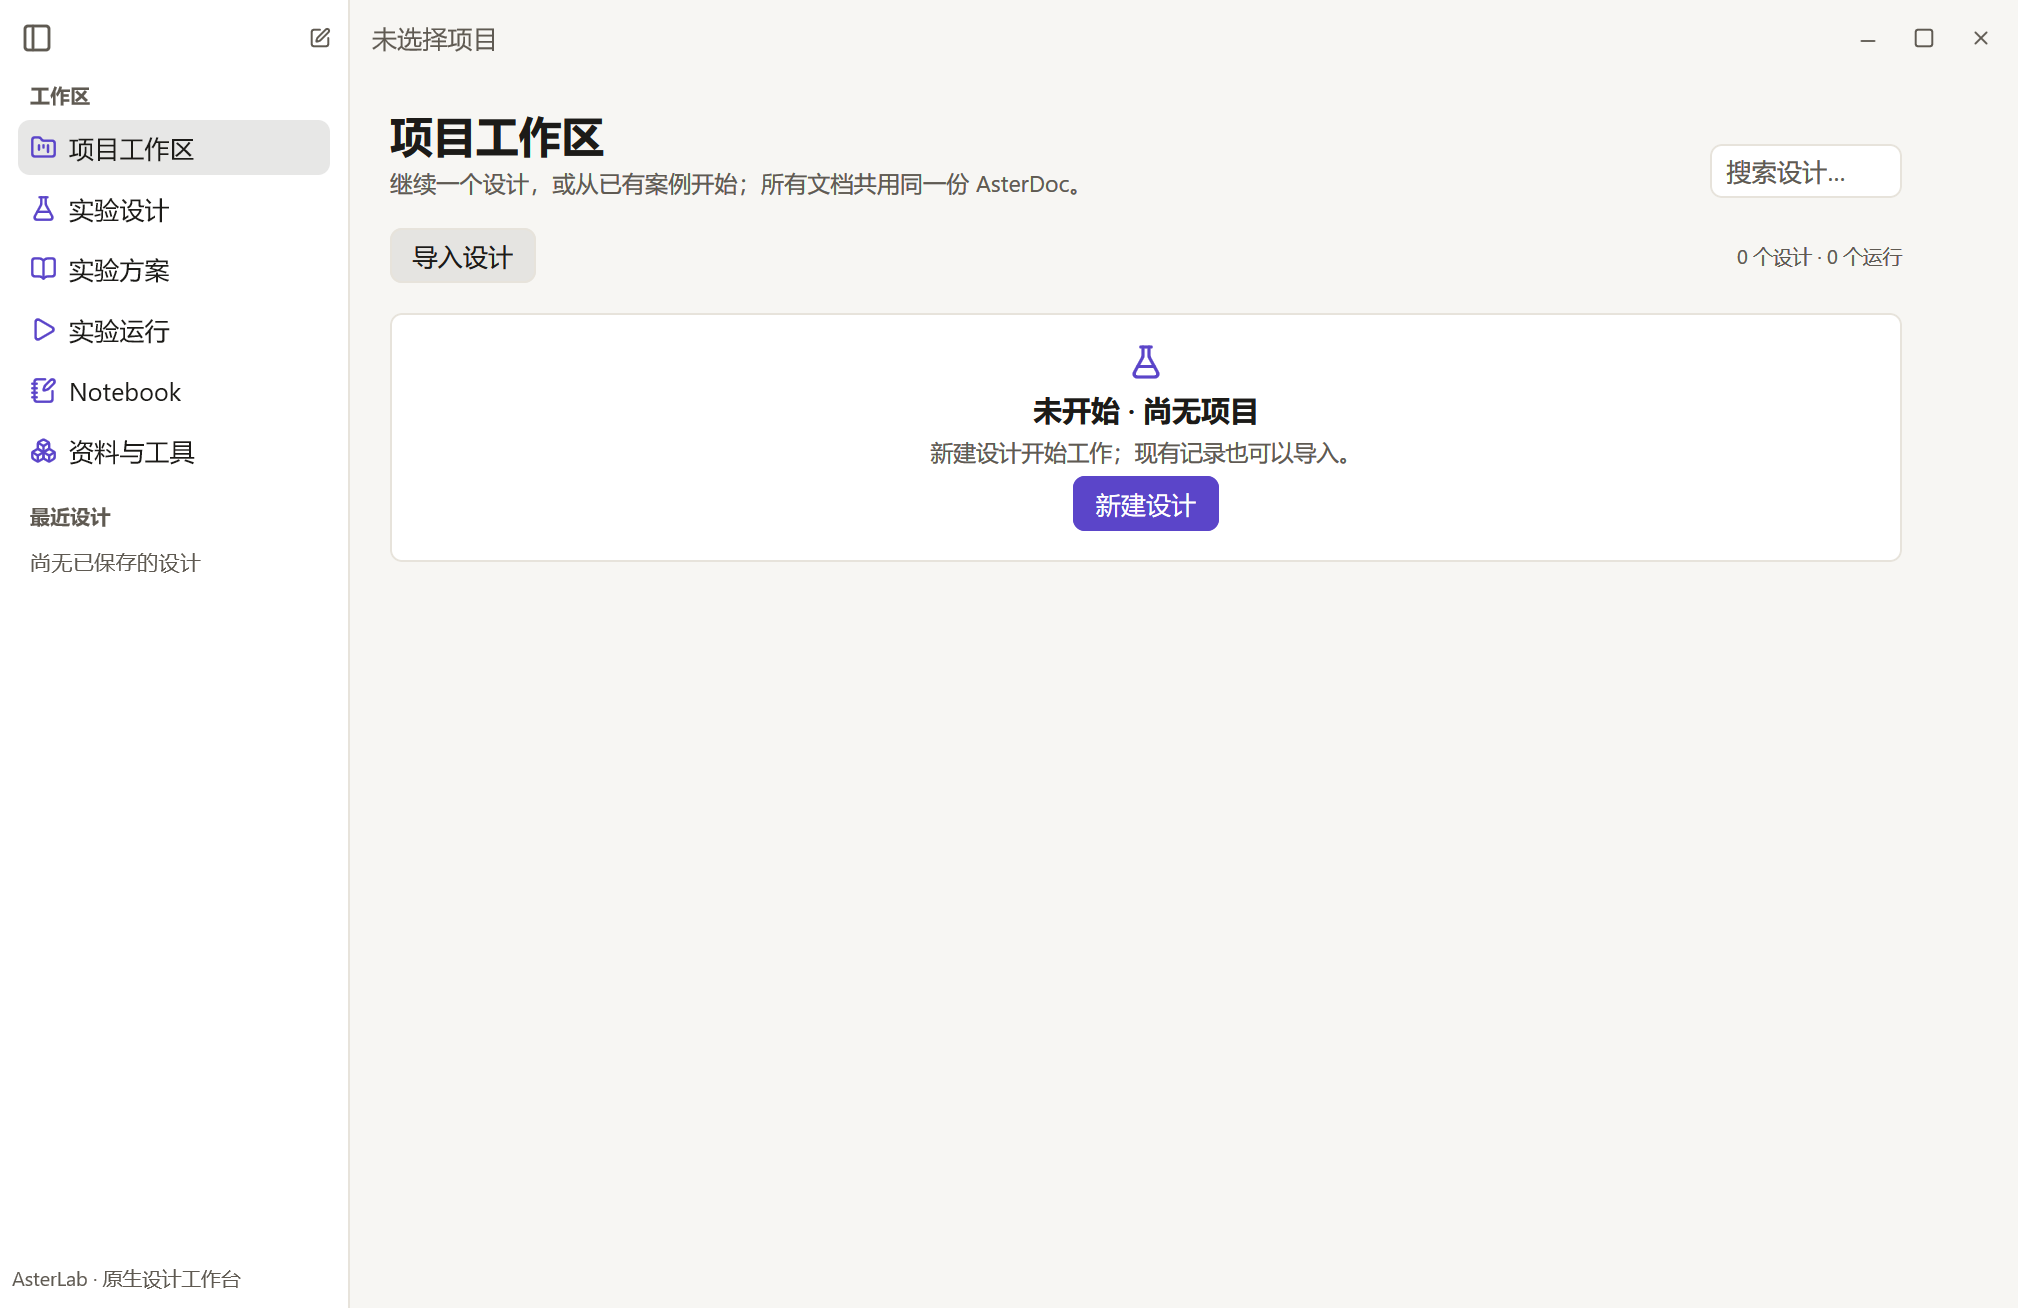 未选择项目
工作区
项目工作区
实验设计
实验方案
实验运行
Notebook
资料与工具
最近设计
尚无已保存的设计
AsterLab · 原生设计工作台
项目工作区
继续一个设计，或从已有案例开始；所有文档共用同一份 AsterDoc。
搜索设计...
导入设计
0 个设计 · 0 个运行
未开始 · 尚无项目
新建设计开始工作；现有记录也可以导入。
新建设计